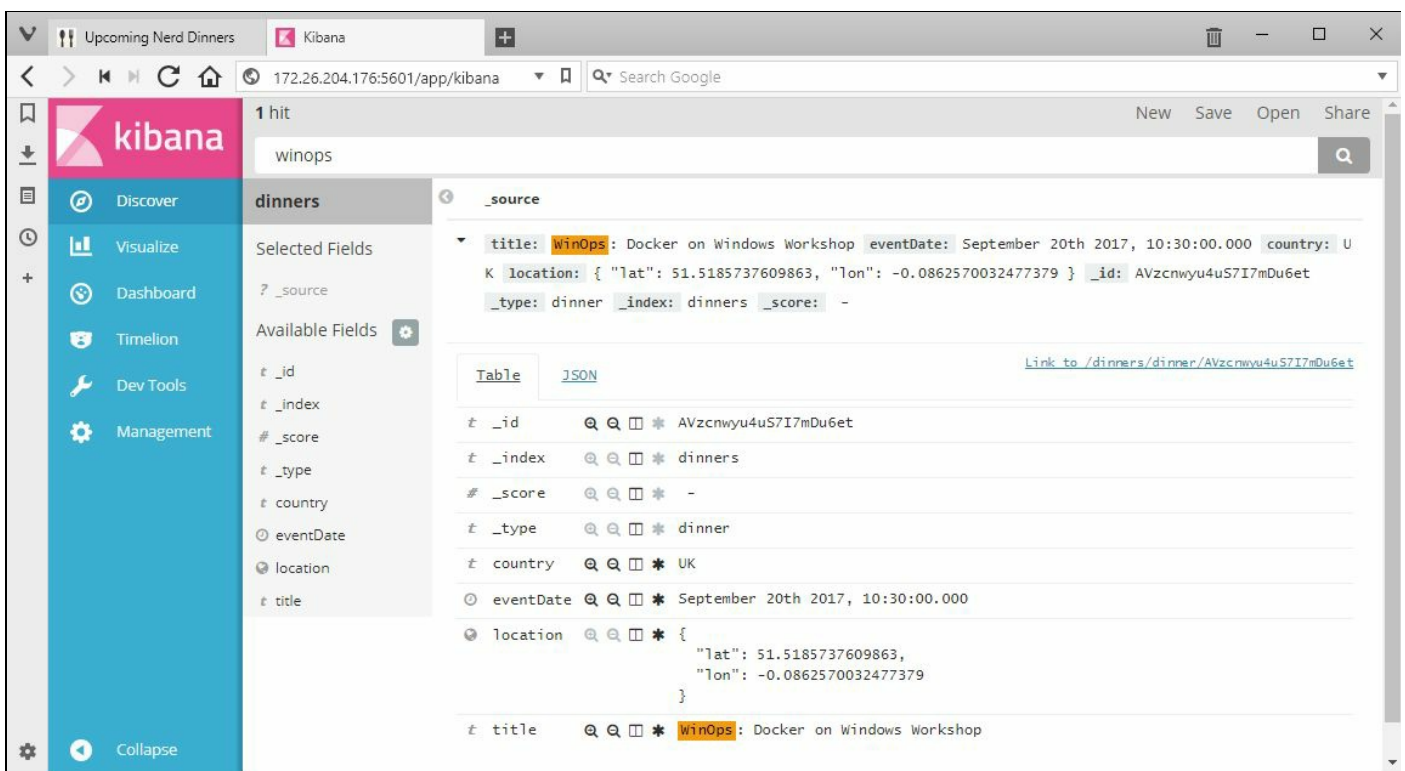 Upcoming Nerd Dinners
Kibana
172.26.204.176:5601/app/kibana
Search Google
kibana
1 hit
New Save Open Share
winops
Discover
Visualize
Dashboard
Timelion
Dev Tools
Management
Collapse
dinners
Selected Fields
? _source
Available Fields
t _id
t _index
# _score
t _type
t country
eventDate
location
t title
_source
title: WinOps: Docker on Windows Workshop eventDate: September 20th 2017, 10:30:00.000 country: U
K location: { "lat": 51.5185737609863, "lon": -0.0862570032477379 } _id: AVzcnwyu4uS7I7mDu6et
_type: dinner _index: dinners _score: -
Table JSON
Link to /dinners/dinner/AVzcnwyu4uS7I7mDu6et
t _id AVzcnwyu4uS7I7mDu6et
t _index dinners
# _score -
t _type dinner
t country UK
eventDate September 20th 2017, 10:30:00.000
location {
"lat": 51.5185737609863,
"lon": -0.0862570032477379
}
t title WinOps: Docker on Windows Workshop